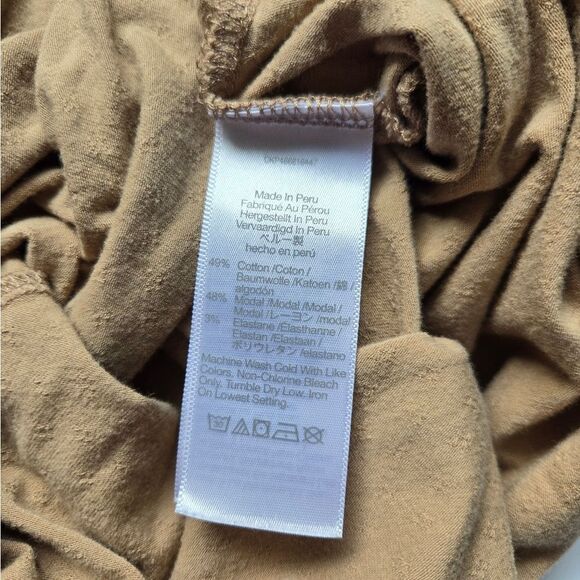 Made In Peru
Fabriqué Au Pérou
Hergestellt In Peru
Vervaardigd In Peru
ペルー製
hecho en perú
49% Cotton /Coton /
Baumwolle /Katoen /綿 /
algodón
48% Modal /Modal /Modal /
Modal /レーヨン /modal
3% Elastane /Élasthanne /
Elastan /Elastaan /
ポリウレタン /elastano
Machine Wash Cold With Like
Colors. Non-Chlorine Bleach
Only. Tumble Dry Low. Iron
On Lowest Setting.
30